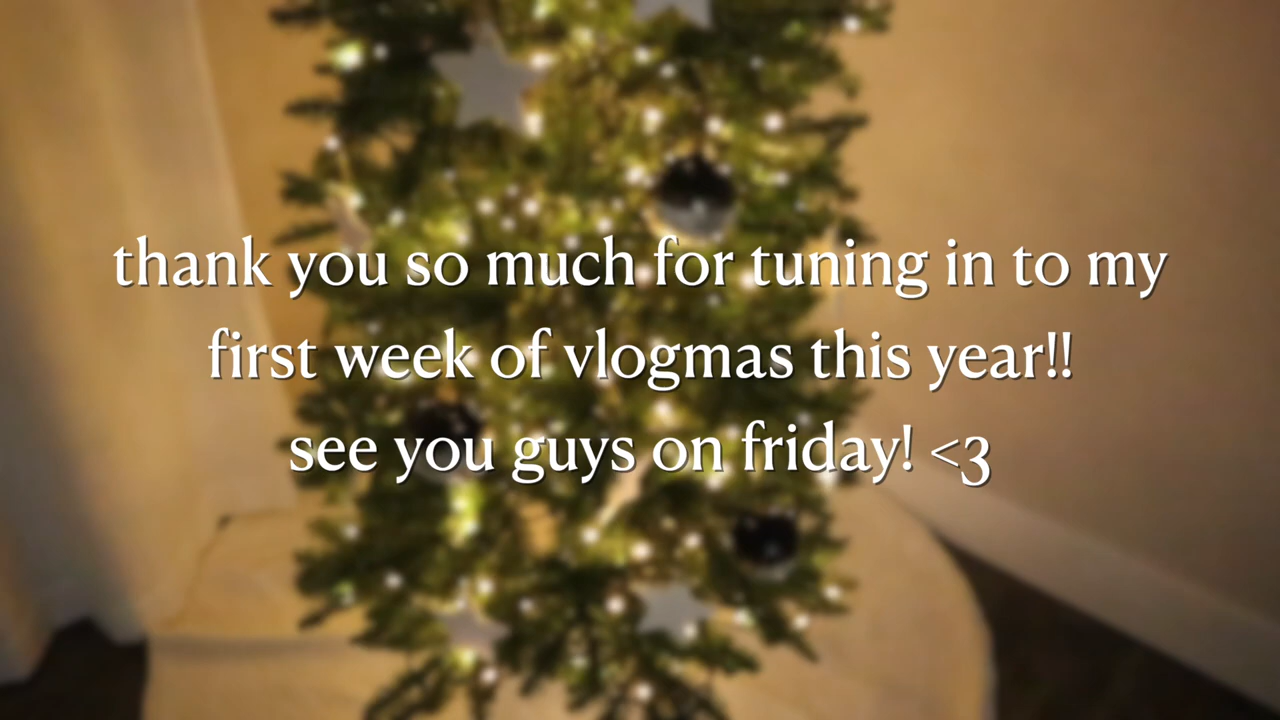 thank you so much for tuning in to my
first week of vlogmas this year!!
see you guys on friday! <3